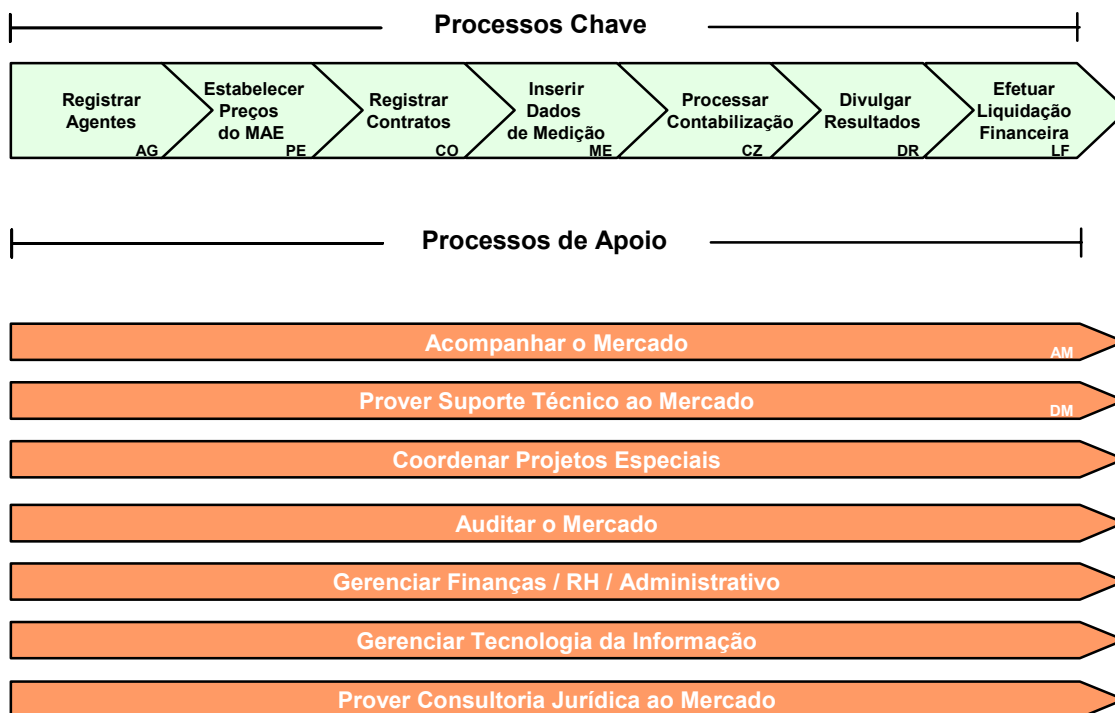 Processos Chave
Registrar
Agentes
AG
Estabelecer
Preços
do MAE
PE
Registrar
Contratos
CO
Inserir
Dados
de Medição
ME
Processar
Contabilização
CZ
Divulgar
Resultados
DR
Efetuar
Liquidação
Financeira
LF
Processos de Apoio
Acompanhar o Mercado
AM
Prover Suporte Técnico ao Mercado
DM
Coordenar Projetos Especiais
Auditar o Mercado
Gerenciar Finanças / RH / Administrativo
Gerenciar Tecnologia da Informação
Prover Consultoria Jurídica ao Mercado